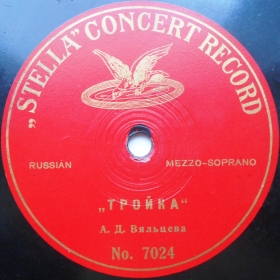 „STELLA“ CONCERT RECORD
RUSSIAN MEZZO-SOPRANO
„ТРОЙКА“
А. Д. Вяльцева
No. 7024